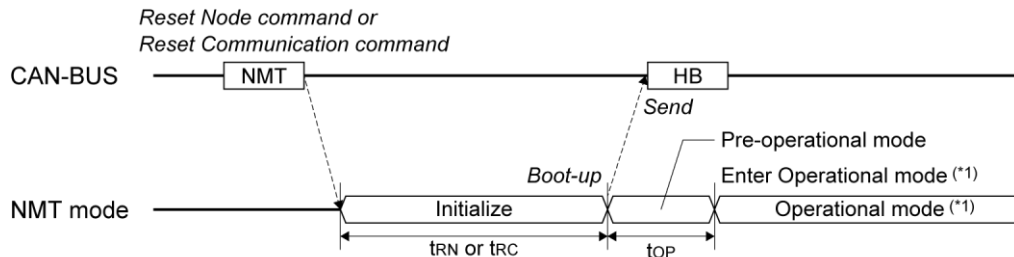 Reset Node command or
Reset Communication command
CAN-BUS
NMT
HB
Send
Pre-operational mode
Boot-up
Enter Operational mode (*1)
NMT mode
Initialize
Operational mode (*1)
tRN or tRC
tOP